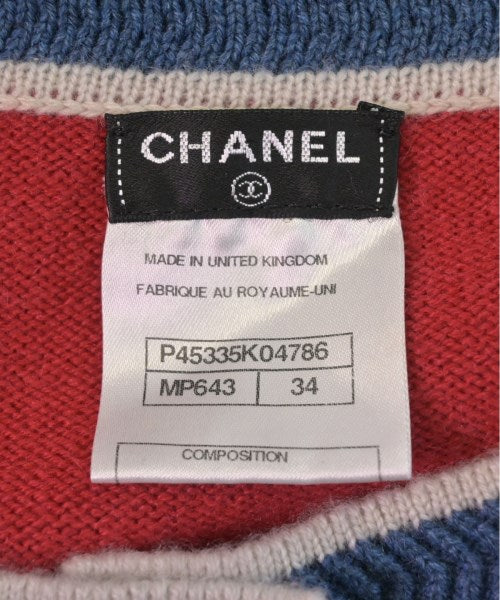 CHANEL
MADE IN UNITED KINGDOM
FABRIQUE AU ROYAUME-UNI
P45335K04786
MP643 34
COMPOSITION